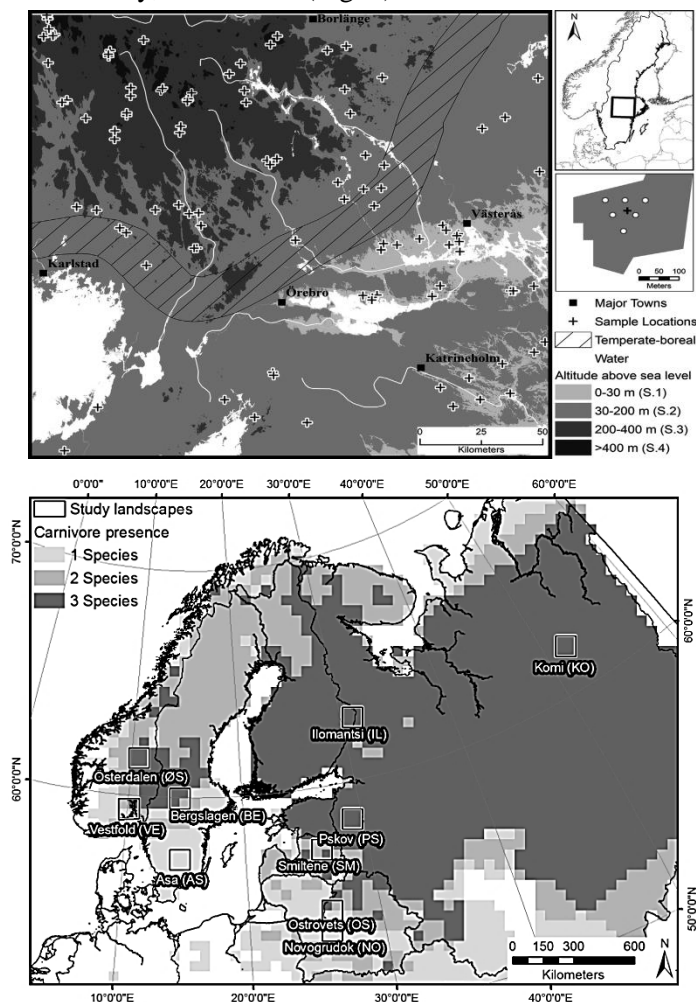 Borlänge
Västerås
Karlstad
Örebro
Katrineholm
0 25 50
Kilometers
N
0 50 100
Meters
Major Towns
Sample Locations
Temperate-boreal
Water
Altitude above sea level
0-30 m (S.1)
30-200 m (S.2)
200-400 m (S.3)
>400 m (S.4)
0°0'0" 10°0'0"E 20°0'0"E 30°0'0"E 40°0'0"E 50°0'0"E 60°0'0"E
Study landscapes
Carnivore presence
1 Species
2 Species
3 Species
70°0'0"N
60°0'0"N
60°0'0"N
50°0'0"N
Komi (KO)
Ilomantsi (IL)
Osterdalen (ØS)
Bergslagen (BE)
Vestfold (VE)
Pskov (PS)
Smiltene (SM)
Asa (AS)
Ostrovets (OS)
Novogrudok (NO)
0 150 300 600
Kilometers
N
10°0'0"E 20°0'0"E 30°0'0"E 40°0'0"E